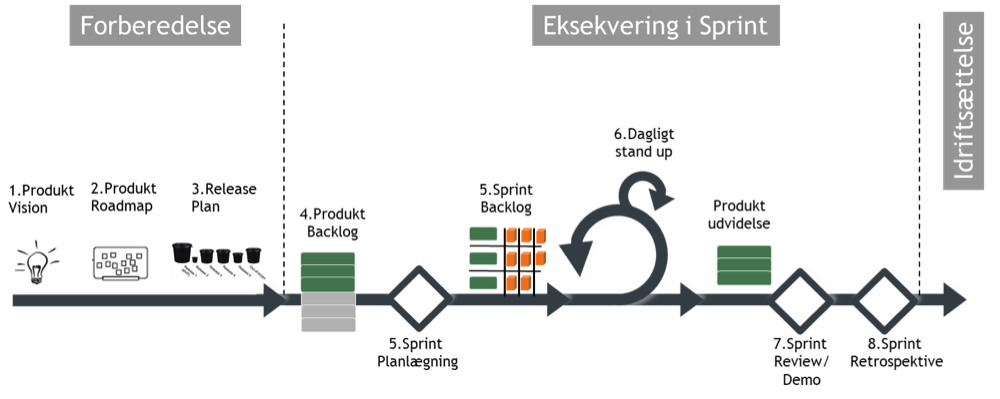 Forberedelse
Eksekvering i Sprint
Idriftsættelse
1.Produkt
Vision
2.Produkt
Roadmap
3.Release
Plan
4.Produkt
Backlog
5.Sprint
Planlægning
5.Sprint
Backlog
6.Dagligt
stand up
Produkt
udvidelse
7.Sprint
Review/
Demo
8.Sprint
Retrospektive